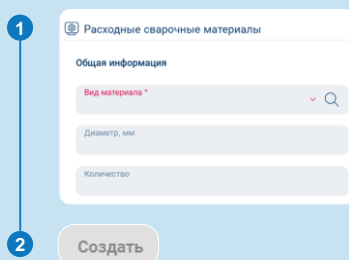 1
Расходные сварочные материалы
Общая информация
Вид материала *
Диаметр, мм
Количество
2
Создать